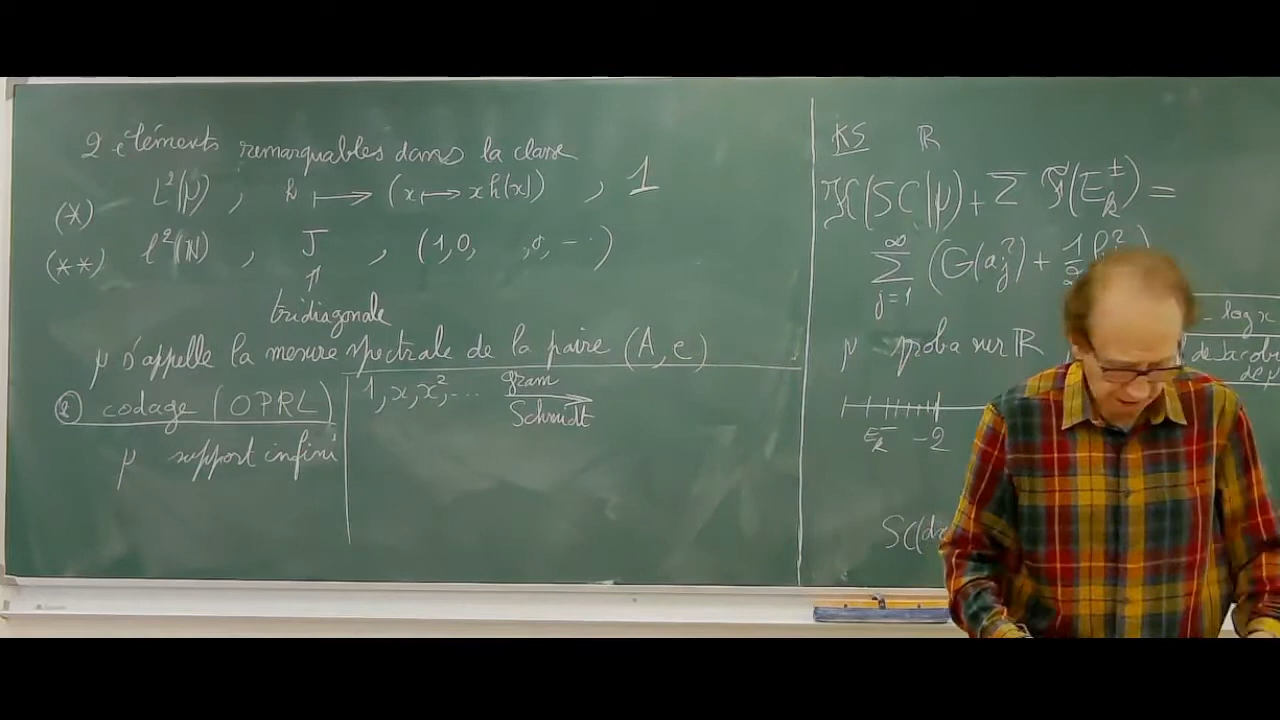 2 éléments remarquables dans la classe
(*) L²(μ), h ⟼ (x ⟼ x h(x)), 1
(**) ℓ²(ℕ), J, (1,0, ,0, ...)
⇑
tridiagonale
μ s'appelle la mesure spectrale de la paire (A, e)
② codage (OPRL)
μ support infini
1, x, x², ... gram
Schmidt
KS ℝ
ℋ(SC|μ) + Σ ℱ(E_k^±) =
∑_{j=1}^∞ (G(a_j²) + 1
- log x
μ proba sur ℝ
de Jacobi
de μ
E_k^- -2
SC(dx